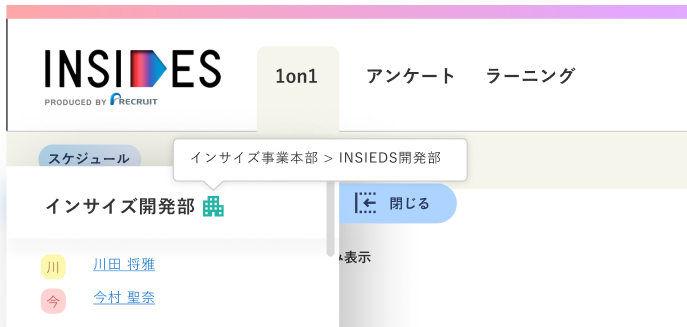 INSIDES
PRODUCED BY RECRUIT
1on1
アンケート
ラーニング
スケジュール
インサイズ事業本部 > INSIEDS開発部
インサイズ開発部
閉じる
み表示
川
川田 将雅
今
今村 聖奈